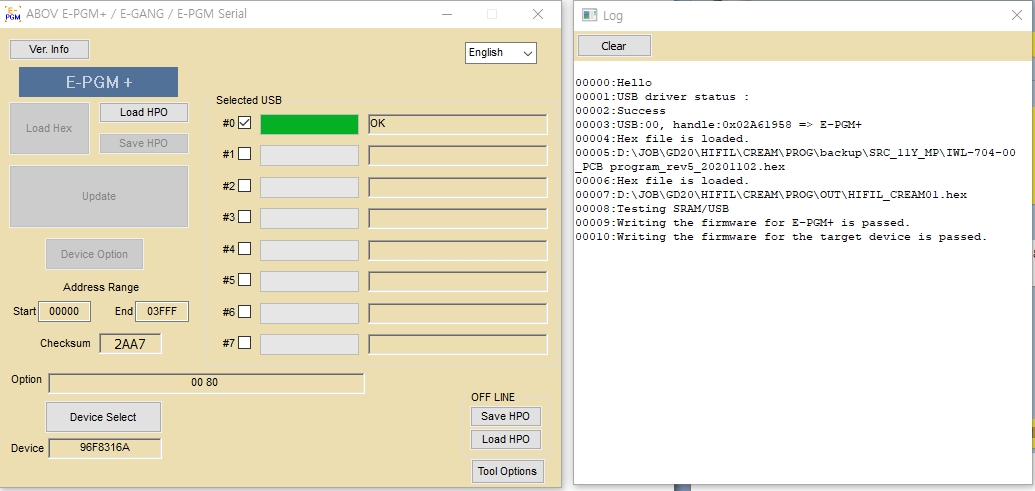 E-PGM
ABOV E-PGM+ / E-GANG / E-PGM Serial
Ver. Info
English
E-PGM +
Load Hex
Load HPO
Save HPO
Update
Device Option
Address Range
Start 00000 End 03FFF
Checksum 2AA7
Selected USB
#0 OK
#1
#2
#3
#4
#5
#6
#7
Option 00 80
Device Select
Device 96F8316A
OFF LINE
Save HPO
Load HPO
Tool Options
Log
Clear
00000:Hello
00001:USB driver status :
00002:Success
00003:USB:00, handle:0x02A61958 => E-PGM+
00004:Hex file is loaded.
00005:D:\JOB\GD20\HIFIL\CREAM\PROG\backup\SRC_11Y_MP\IWL-704-00
_PCB program_rev5_20201102.hex
00006:Hex file is loaded.
00007:D:\JOB\GD20\HIFIL\CREAM\PROG\OUT\HIFIL_CREAM01.hex
00008:Testing SRAM/USB
00009:Writing the firmware for E-PGM+ is passed.
00010:Writing the firmware for the target device is passed.